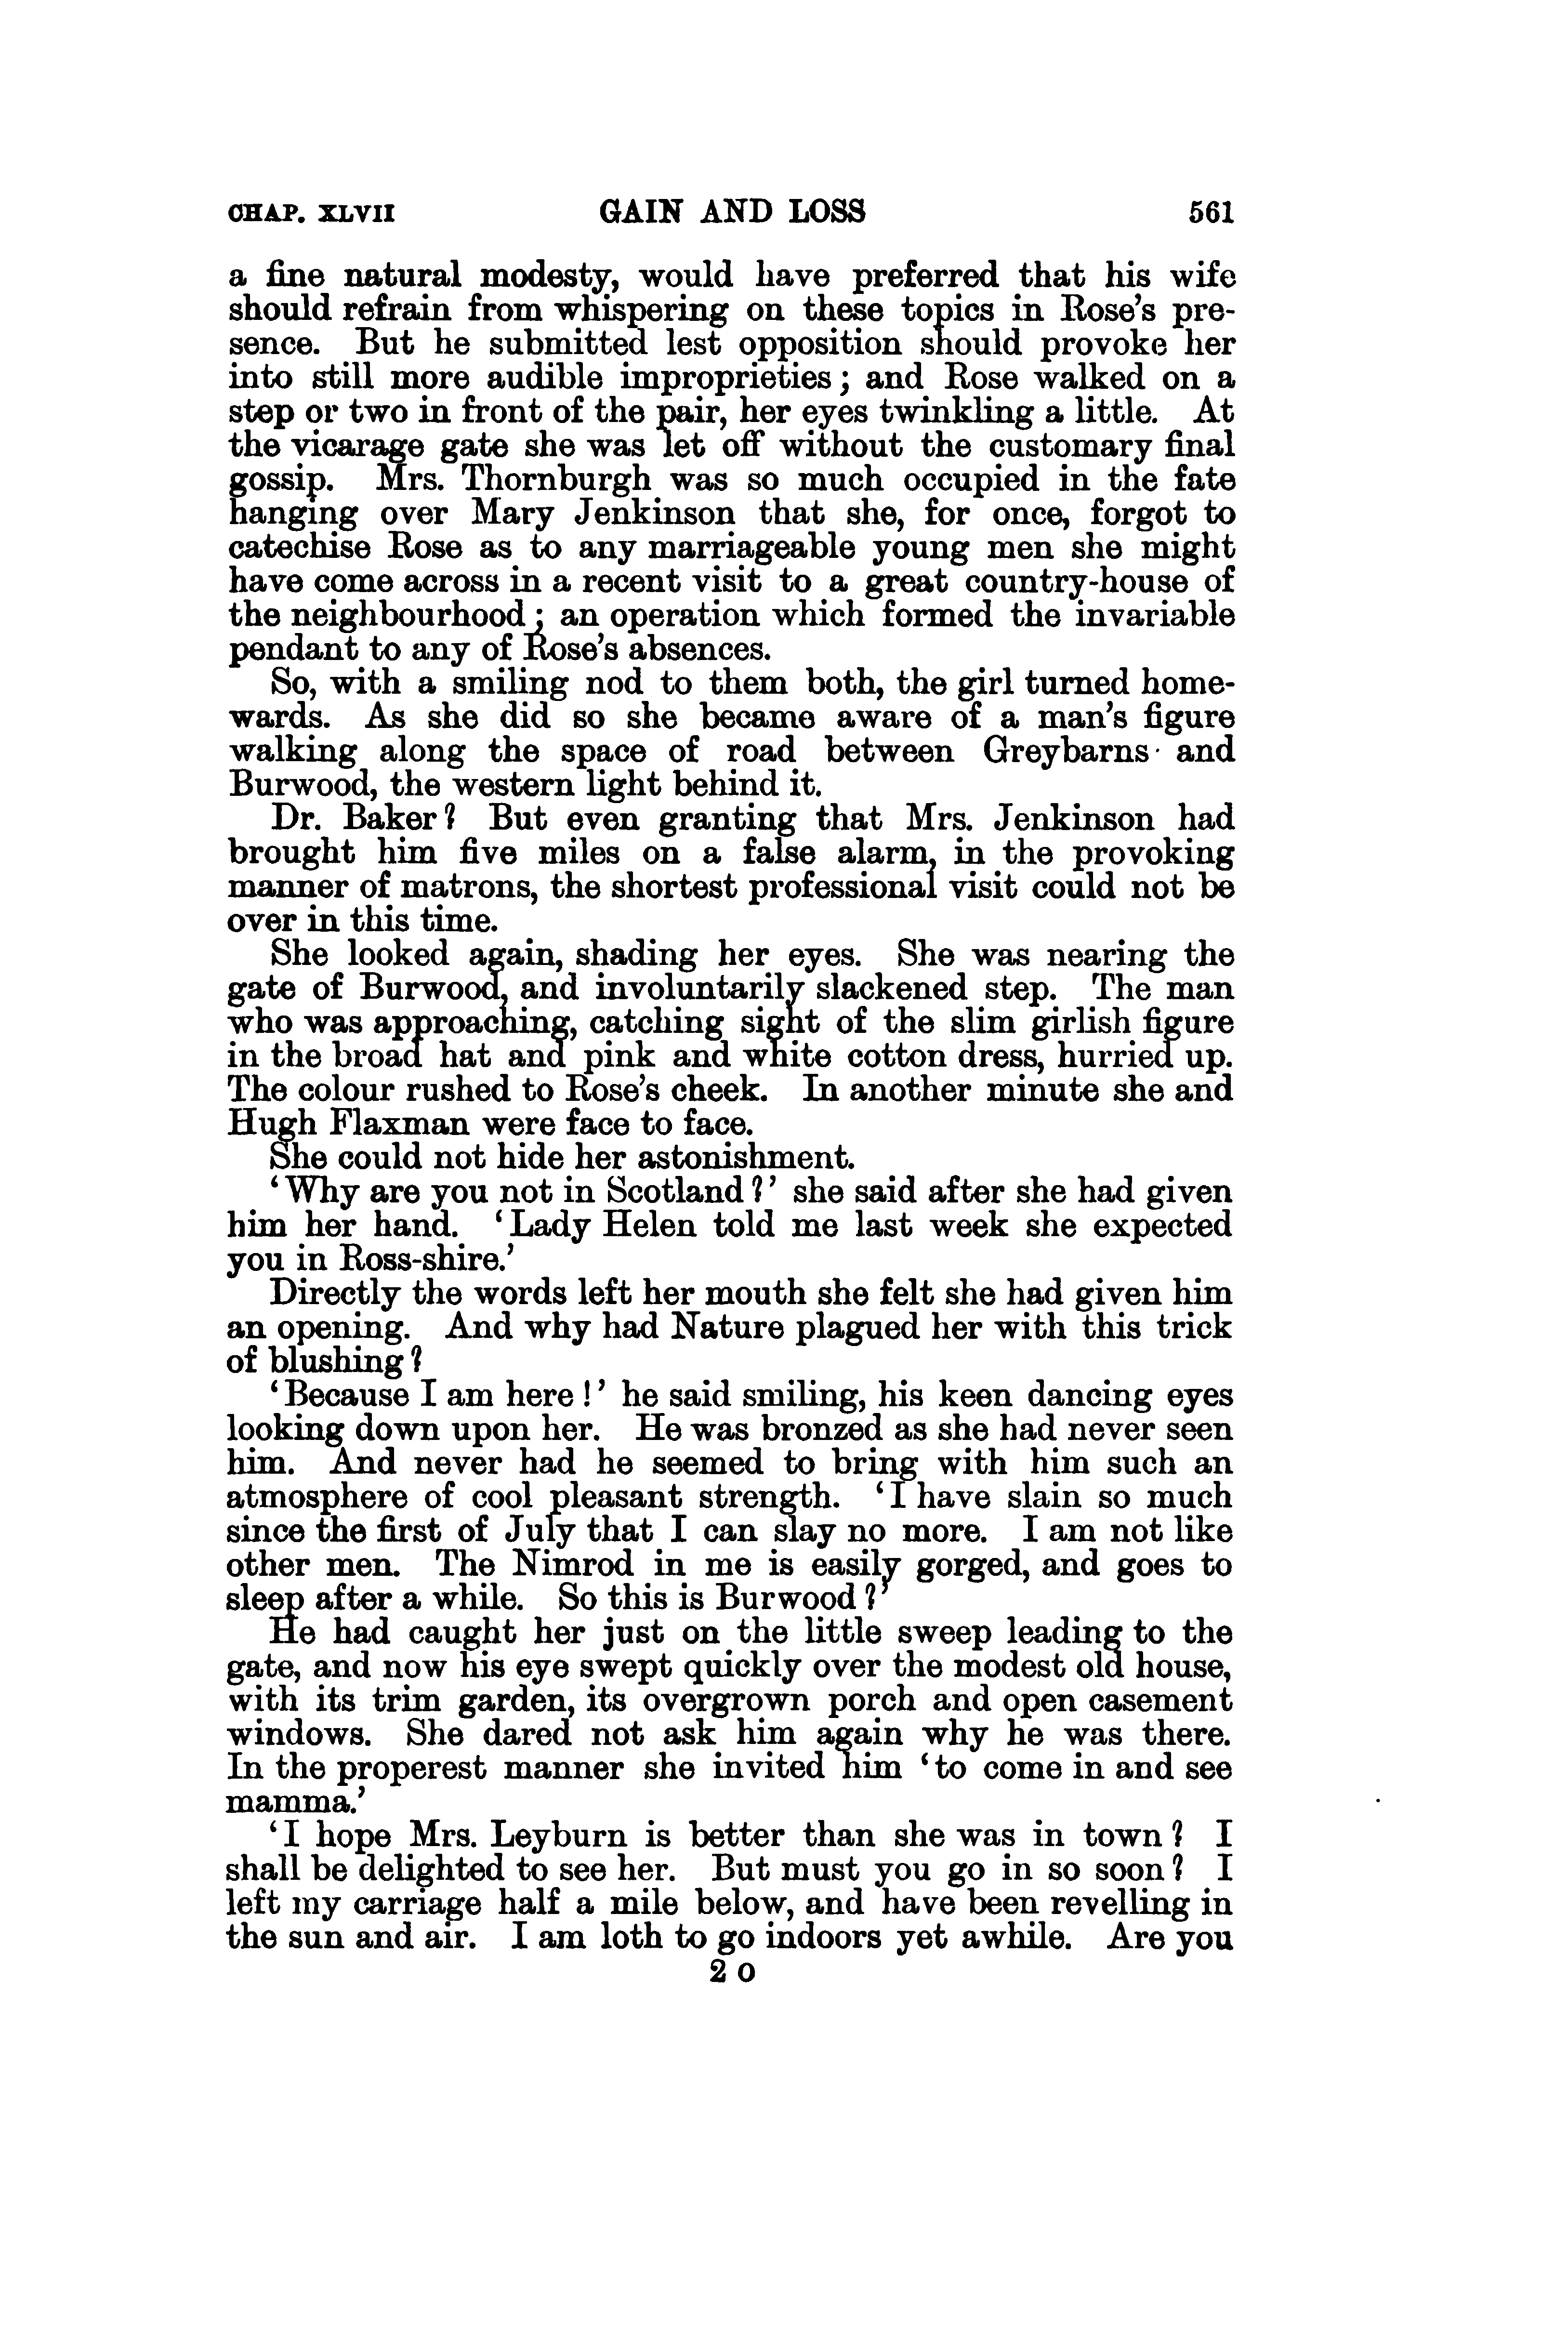 CHAP. XLVII GAIN AND LOSS 561
a fine natural modesty, would have preferred that his wife
should refrain from whispering on these topics in Rose's pre-
sence. But he submitted lest opposition should provoke her
into still more audible improprieties; and Rose walked on a
step or two in front of the pair, her eyes twinkling a little. At
the vicarage gate she was let off without the customary final
gossip. Mrs. Thornburgh was so much occupied in the fate
hanging over Mary Jenkinson that she, for once, forgot to
catechise Rose as to any marriageable young men she might
have come across in a recent visit to a great country-house of
the neighbourhood; an operation which formed the invariable
pendant to any of Rose's absences.
So, with a smiling nod to them both, the girl turned home-
wards. As she did so she became aware of a man's figure
walking along the space of road between Greybarns and
Burwood, the western light behind it.
Dr. Baker? But even granting that Mrs. Jenkinson had
brought him five miles on a false alarm, in the provoking
manner of matrons, the shortest professional visit could not be
over in this time.
She looked again, shading her eyes. She was nearing the
gate of Burwood, and involuntarily slackened step. The man
who was approaching, catching sight of the slim girlish figure
in the broad hat and pink and white cotton dress, hurried up.
The colour rushed to Rose's cheek. In another minute she and
Hugh Flaxman were face to face.
She could not hide her astonishment.
'Why are you not in Scotland?' she said after she had given
him her hand. 'Lady Helen told me last week she expected
you in Ross-shire.'
Directly the words left her mouth she felt she had given him
an opening. And why had Nature plagued her with this trick
of blushing?
'Because I am here!' he said smiling, his keen dancing eyes
looking down upon her. He was bronzed as she had never seen
him. And never had he seemed to bring with him such an
atmosphere of cool pleasant strength. 'I have slain so much
since the first of July that I can slay no more. I am not like
other men. The Nimrod in me is easily gorged, and goes to
sleep after a while. So this is Burwood?'
He had caught her just on the little sweep leading to the
gate, and now his eye swept quickly over the modest old house,
with its trim garden, its overgrown porch and open casement
windows. She dared not ask him again why he was there.
In the properest manner she invited him 'to come in and see
mamma.'
'I hope Mrs. Leyburn is better than she was in town? I
shall be delighted to see her. But must you go in so soon? I
left my carriage half a mile below, and have been revelling in
the sun and air. I am loth to go indoors yet awhile. Are you
2 O